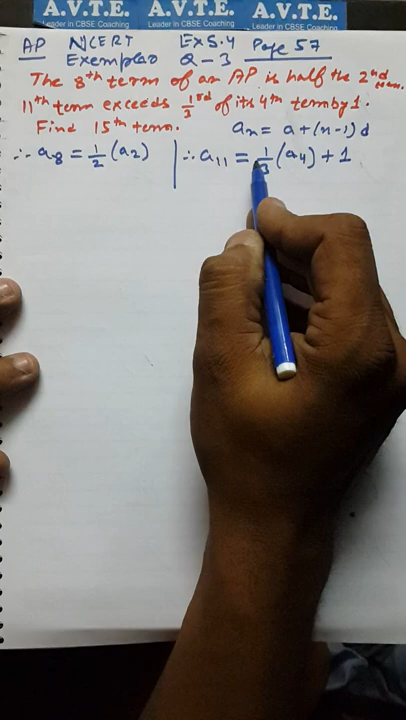 A.V.T.E. A.V.T.E. A.V.T.E.
Leader in CBSE Coaching Leader in CBSE Coaching Leader in CBSE Coaching
AP NCERT EX 5.4 Page 57
Exemplar Q-3
The 8th term of an AP is half the 2nd term.
11th term exceeds 1/3 rd of its 4th term by 1.
Find 15th term. an = a + (n-1) d
∴ a8 = 1/2 (a2) ∴ a11 = 1/3 (a4) + 1